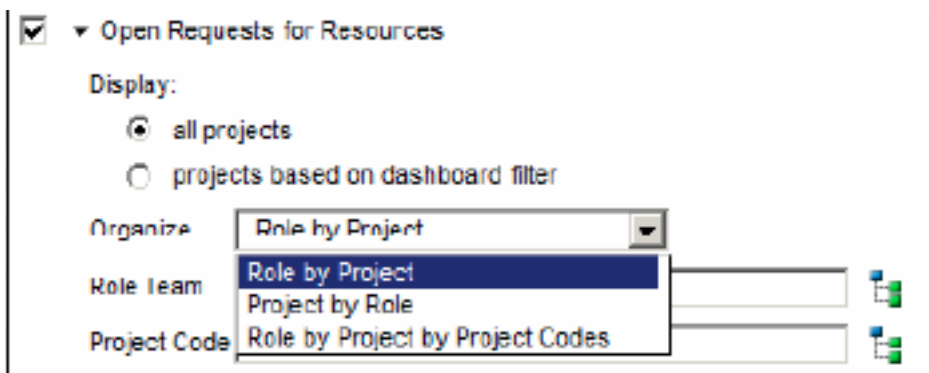 Open Requests for Resources
Display:
all projects
projects based on dashboard filter
Organize Role by Project
Role Team Role by Project
Project by Role
Project Code Role by Project by Project Codes